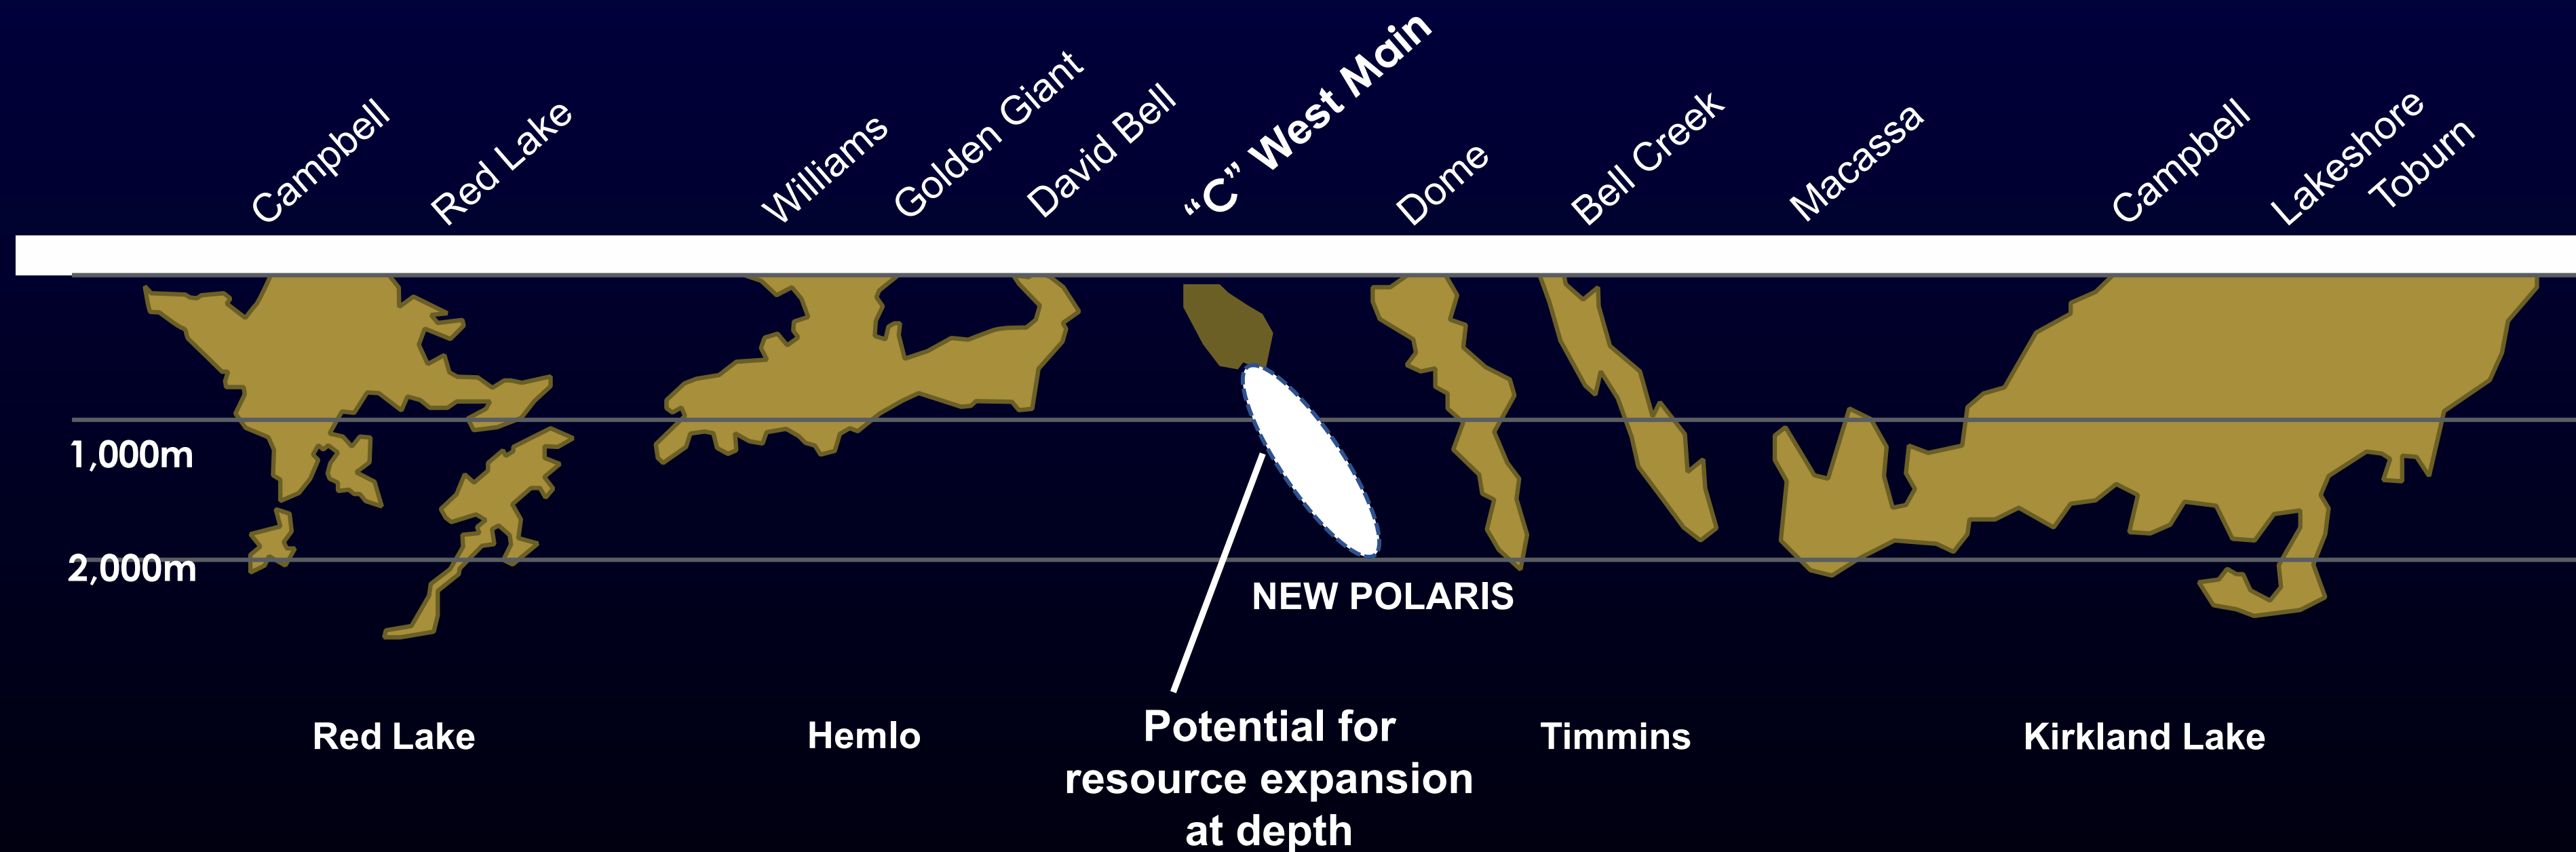 Campbell
Red Lake
Williams
Golden Giant
David Bell
“C” West Main
Dome
Bell Creek
Macassa
Campbell
Lakeshore
Toburn
1,000m
2,000m
NEW POLARIS
Red Lake
Hemlo
Potential for
resource expansion
at depth
Timmins
Kirkland Lake